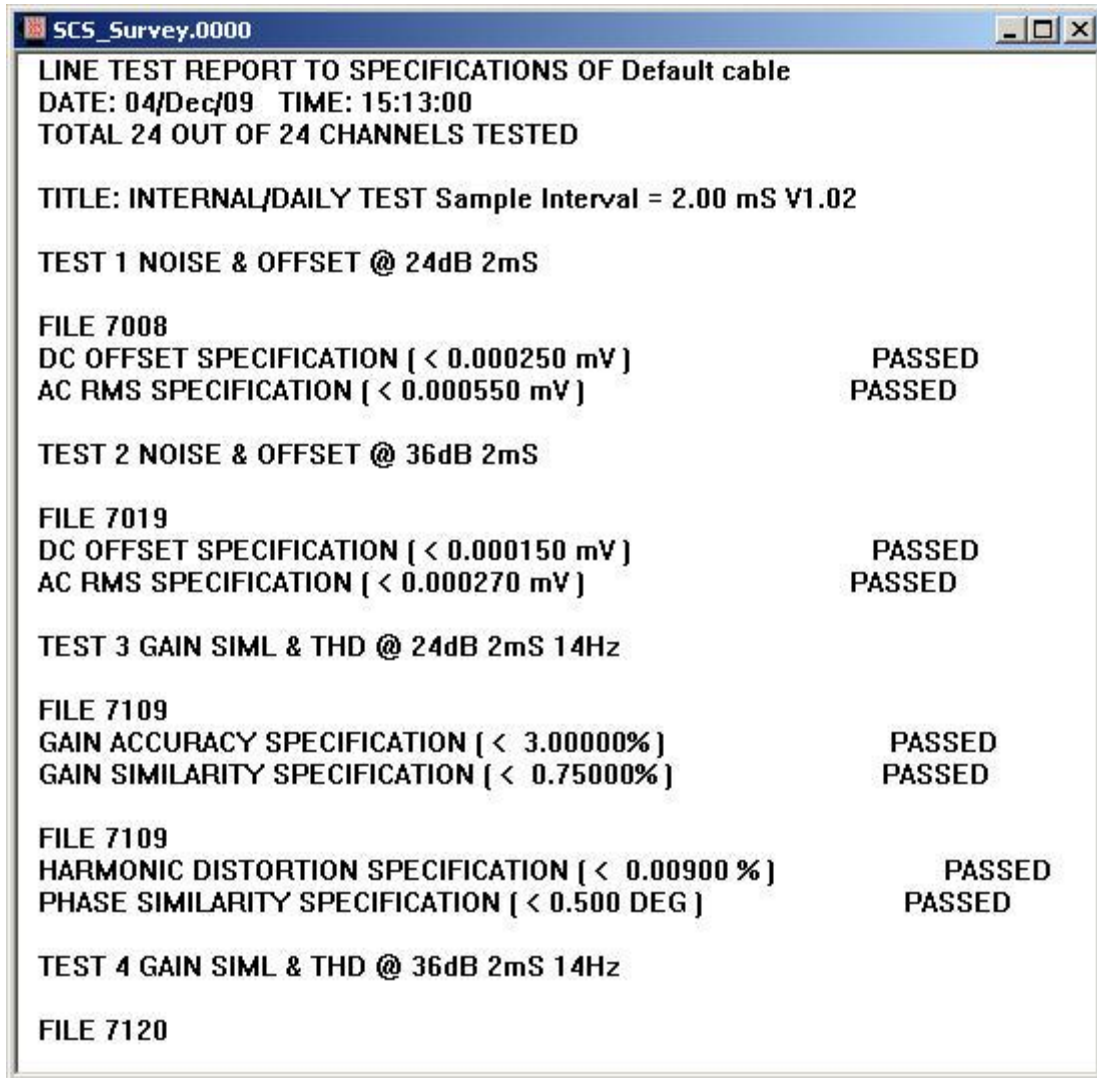 SCS_Survey.0000
LINE TEST REPORT TO SPECIFICATIONS OF Default cable
DATE: 04/Dec/09 TIME: 15:13:00
TOTAL 24 OUT OF 24 CHANNELS TESTED
TITLE: INTERNAL/DAILY TEST Sample Interval = 2.00 mS V1.02
TEST 1 NOISE & OFFSET @ 24dB 2mS
FILE 7008
DC OFFSET SPECIFICATION ( < 0.000250 mV ) PASSED
AC RMS SPECIFICATION ( < 0.000550 mV ) PASSED
TEST 2 NOISE & OFFSET @ 36dB 2mS
FILE 7019
DC OFFSET SPECIFICATION ( < 0.000150 mV ) PASSED
AC RMS SPECIFICATION ( < 0.000270 mV ) PASSED
TEST 3 GAIN SIML & THD @ 24dB 2mS 14Hz
FILE 7109
GAIN ACCURACY SPECIFICATION ( < 3.00000% ) PASSED
GAIN SIMILARITY SPECIFICATION ( < 0.75000% ) PASSED
FILE 7109
HARMONIC DISTORTION SPECIFICATION ( < 0.00900 % ) PASSED
PHASE SIMILARITY SPECIFICATION ( < 0.500 DEG ) PASSED
TEST 4 GAIN SIML & THD @ 36dB 2mS 14Hz
FILE 7120